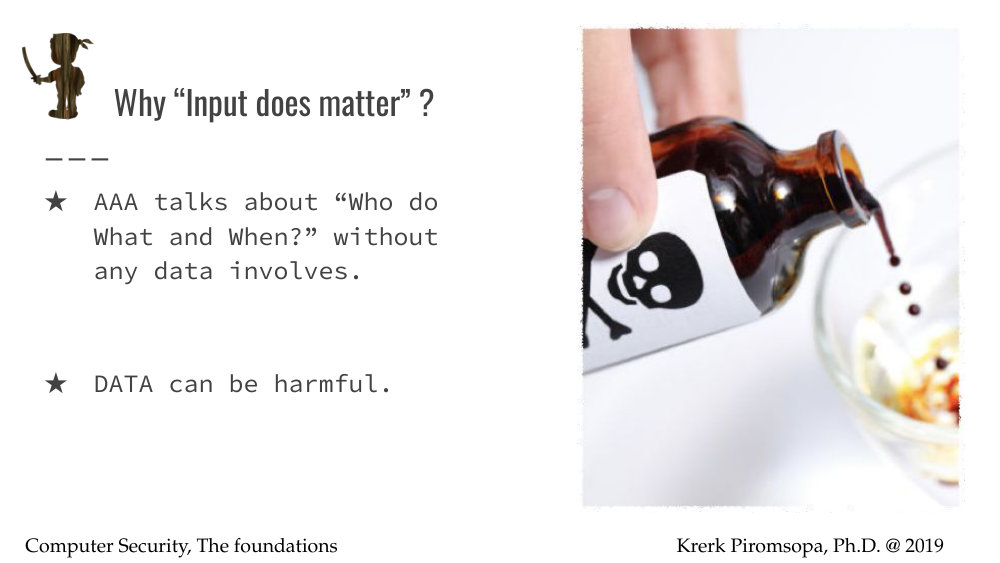 Why “Input does matter” ?
———
★ AAA talks about “Who do
What and When?” without
any data involves.
★ DATA can be harmful.
Computer Security, The foundations
Krerk Piromsopa, Ph.D. @ 2019